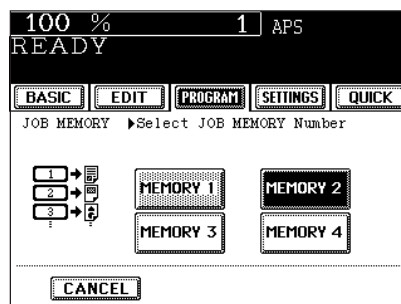 100 % 1 APS
READY
BASIC EDIT PROGRAM SETTINGS QUICK
JOB MEMORY ▶Select JOB MEMORY Number
1
2
3
MEMORY 1 MEMORY 2
MEMORY 3 MEMORY 4
CANCEL